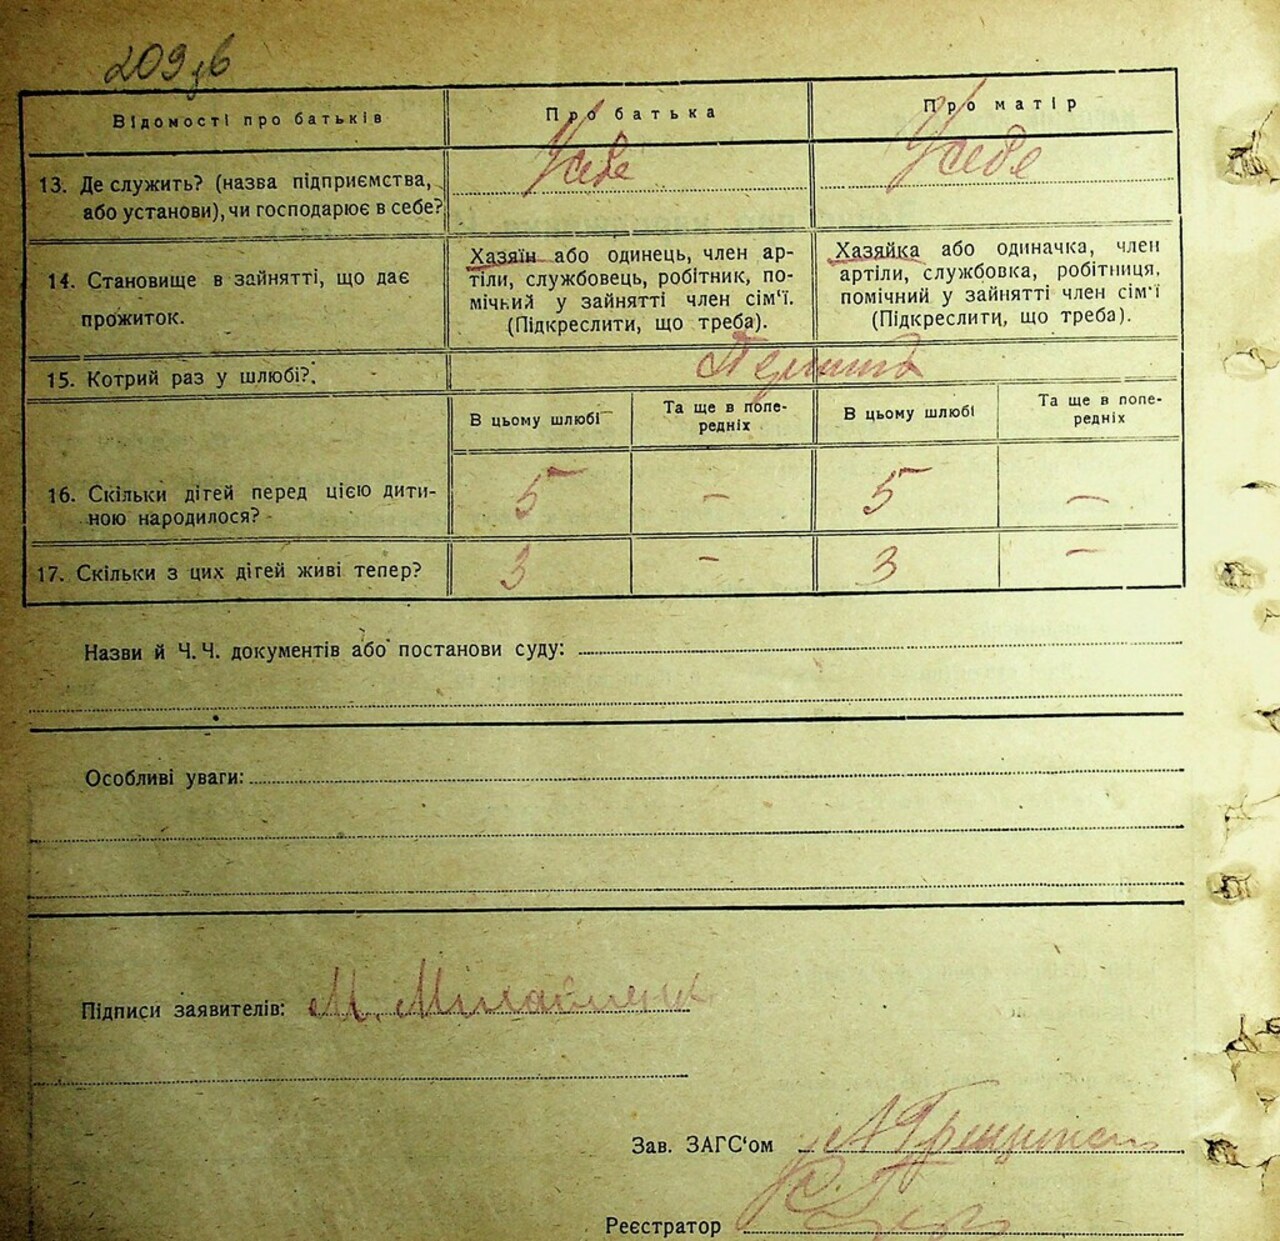 209зв
Відомості про батьків
Про батька
Про матір
13. Де служить? (назва підприємства,
або установи), чи господарює в себе?
У себе
У себе
14. Становище в зайнятті, що дає
прожиток.
Хазяїн або одинець, член ар-
тіли, службовець, робітник, по-
мічний у зайнятті член сім'ї.
(Підкреслити, що треба).
Хазяйка або одиначка, член
артіли, службовка, робітниця,
помічний у зайнятті член сім'ї
(Підкреслити, що треба).
15. Котрий раз у шлюбі?
В цьому шлюбі
Та ще в попе-
редніх
В цьому шлюбі
Та ще в попе-
редніх
16. Скільки дітей перед цією дити-
ною народилося?
5
–
5
–
17. Скільки з цих дітей живі тепер?
3
–
3
–
Назви й Ч. Ч. документів або постанови суду:
Особливі уваги:
Підписи заявителів: М.
Зав. ЗАГС'ом
Реєстратор